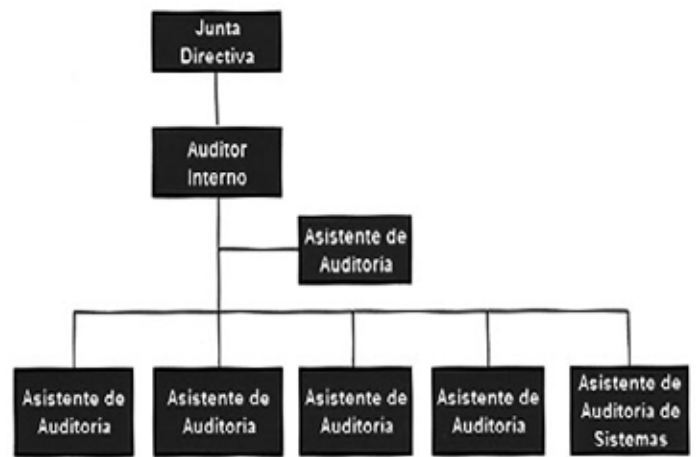 Junta
Directiva
Auditor
Interno
Asistente de
Auditoria
Asistente de
Auditoria
Asistente de
Auditoria
Asistente de
Auditoria
Asistente de
Auditoria
Asistente de
Auditoria de
Sistemas